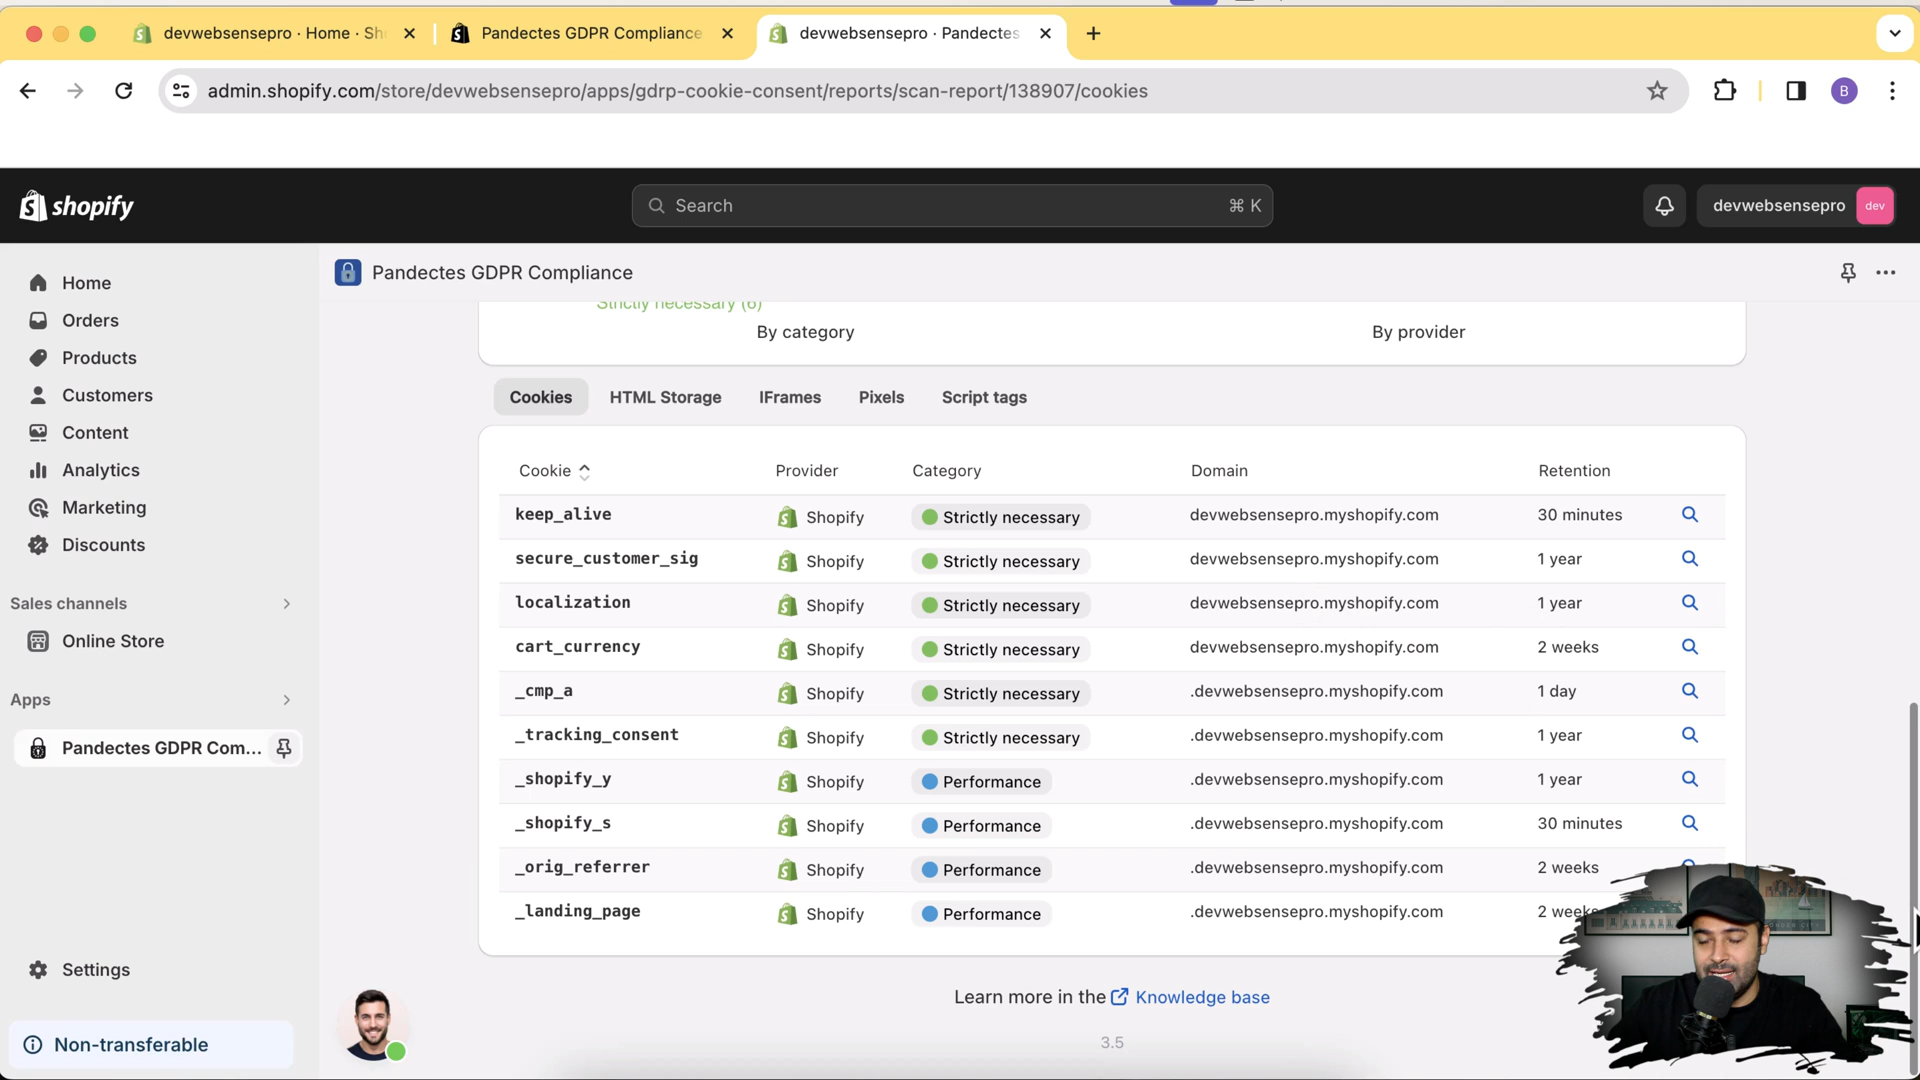 devwebsensepro · Home · Sh
Pandectes GDPR Compliance
devwebsensepro · Pandectes
admin.shopify.com/store/devwebsensepro/apps/gdrp-cookie-consent/reports/scan-report/138907/cookies
B
shopify
Search
⌘ K
devwebsensepro
dev
Home
Orders
Products
Customers
Content
Analytics
Marketing
Discounts
Sales channels
Online Store
Apps
Pandectes GDPR Com...
Settings
Non-transferable
Pandectes GDPR Compliance
Strictly necessary (6)
By category
By provider
Cookies
HTML Storage
IFrames
Pixels
Script tags
Cookie Provider Category Domain Retention
keep_alive Shopify Strictly necessary devwebsensepro.myshopify.com 30 minutes
secure_customer_sig Shopify Strictly necessary devwebsensepro.myshopify.com 1 year
localization Shopify Strictly necessary devwebsensepro.myshopify.com 1 year
cart_currency Shopify Strictly necessary devwebsensepro.myshopify.com 2 weeks
_cmp_a Shopify Strictly necessary .devwebsensepro.myshopify.com 1 day
_tracking_consent Shopify Strictly necessary .devwebsensepro.myshopify.com 1 year
_shopify_y Shopify Performance .devwebsensepro.myshopify.com 1 year
_shopify_s Shopify Performance .devwebsensepro.myshopify.com 30 minutes
_orig_referrer Shopify Performance .devwebsensepro.myshopify.com 2 weeks
_landing_page Shopify Performance .devwebsensepro.myshopify.com 2 weeks
Learn more in the Knowledge base
3.5